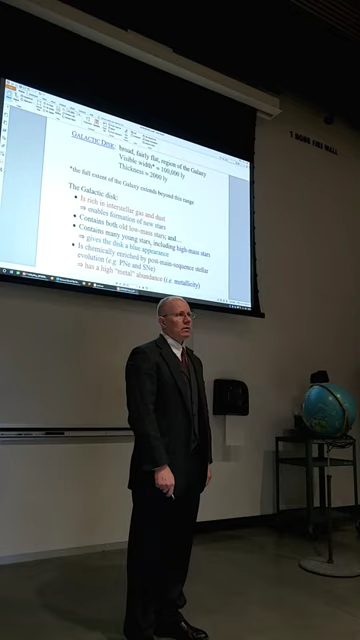 1 HOUR FIRE WALL
GALACTIC DISK: broad, fairly flat, region of the Galaxy
Visible width* ≈ 100,000 ly
Thickness ≈ 2000 ly
*the full extent of the Galaxy extends beyond this range
The Galactic disk:
• Is rich in interstellar gas and dust
⇒ enables formation of new stars
• Contains both old low-mass stars, and...
• Contains many young stars, including high-mass stars
⇒ gives the disk a blue appearance
• Is chemically enriched by post-main-sequence stellar
evolution (e.g. PNe and SNe)
⇒ has a high "metal" abundance (i.e. metallicity)